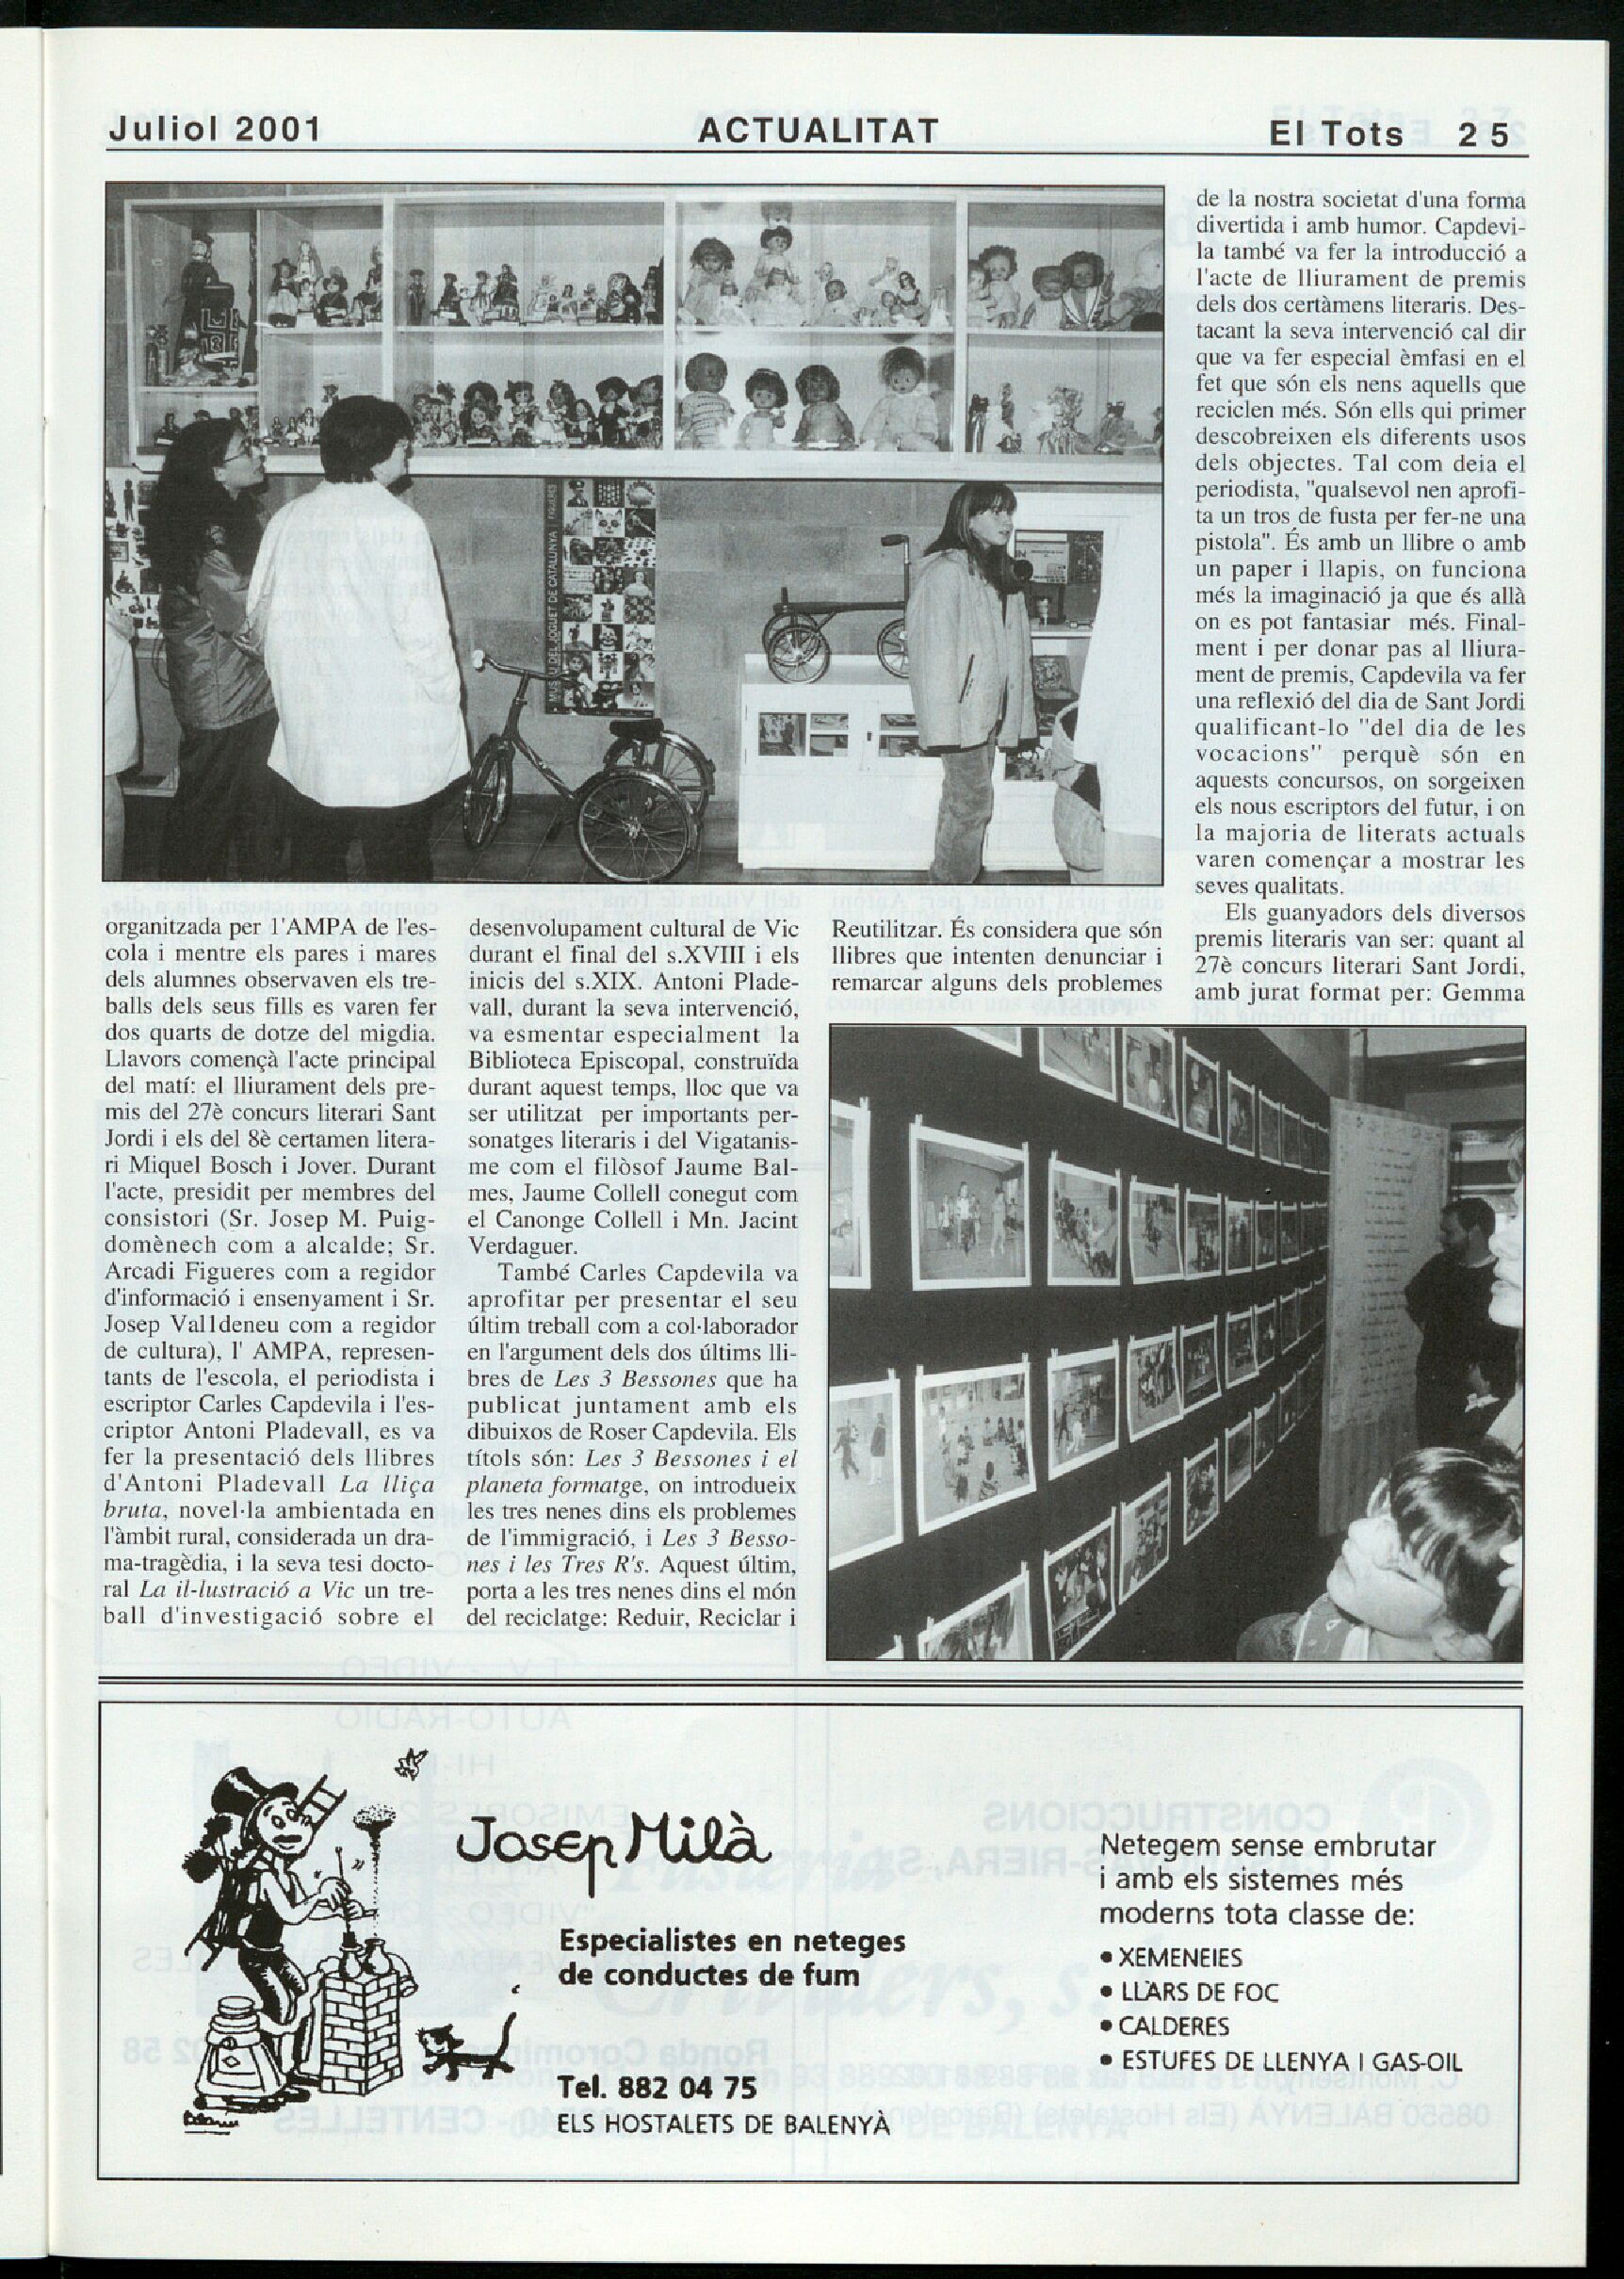 Juliol 2001
ACTUALITAT
El Tots 25
MUSEU DEL JOGUET DE CATALUNYA | FIGUERES
organitzada per l'AMPA de l'es-
cola i mentre els pares i mares
dels alumnes observaven els tre-
balls dels seus fills es varen fer
dos quarts de dotze del migdia.
Llavors començà l'acte principal
del matí: el lliurament dels pre-
mis del 27è concurs literari Sant
Jordi i els del 8è certamen litera-
ri Miquel Bosch i Jover. Durant
l'acte, presidit per membres del
consistori (Sr. Josep M. Puig-
domènech com a alcalde; Sr.
Arcadi Figueres com a regidor
d'informació i ensenyament i Sr.
Josep Valldeneu com a regidor
de cultura), l' AMPA, represen-
tants de l'escola, el periodista i
escriptor Carles Capdevila i l'es-
criptor Antoni Pladevall, es va
fer la presentació dels llibres
d'Antoni Pladevall La lliça
bruta, novel·la ambientada en
l'àmbit rural, considerada un dra-
ma-tragèdia, i la seva tesi docto-
ral La il-lustració a Vic un tre-
ball d'investigació sobre el
desenvolupament cultural de Vic
durant el final del s.XVIII i els
inicis del s.XIX. Antoni Plade-
vall, durant la seva intervenció,
va esmentar especialment la
Biblioteca Episcopal, construïda
durant aquest temps, lloc que va
ser utilitzat per importants per-
sonatges literaris i del Vigatanis-
me com el filòsof Jaume Bal-
mes, Jaume Collell conegut com
el Canonge Collell i Mn. Jacint
Verdaguer.
També Carles Capdevila va
aprofitar per presentar el seu
últim treball com a col·laborador
en l'argument dels dos últims lli-
bres de Les 3 Bessones que ha
publicat juntament amb els
dibuixos de Roser Capdevila. Els
títols són: Les 3 Bessones i el
planeta formatge, on introdueix
les tres nenes dins els problemes
de l'immigració, i Les 3 Besso-
nes i les Tres R's. Aquest últim,
porta a les tres nenes dins el món
del reciclatge: Reduir, Reciclar i
Reutilitzar. És considera que són
llibres que intenten denunciar i
remarcar alguns dels problemes
de la nostra societat d'una forma
divertida i amb humor. Capdevi-
la també va fer la introducció a
l'acte de lliurament de premis
dels dos certàmens literaris. Des-
tacant la seva intervenció cal dir
que va fer especial èmfasi en el
fet que són els nens aquells que
reciclen més. Són ells qui primer
descobreixen els diferents usos
dels objectes. Tal com deia el
periodista, "qualsevol nen aprofi-
ta un tros de fusta per fer-ne una
pistola". És amb un llibre o amb
un paper i llapis, on funciona
més la imaginació ja que és allà
on es pot fantasiar més. Final-
ment i per donar pas al lliura-
ment de premis, Capdevila va fer
una reflexió del dia de Sant Jordi
qualificant-lo "del dia de les
vocacions" perquè són en
aquests concursos, on sorgeixen
els nous escriptors del futur, i on
la majoria de literats actuals
varen començar a mostrar les
seves qualitats.
Els guanyadors dels diversos
premis literaris van ser: quant al
27è concurs literari Sant Jordi,
amb jurat format per: Gemma
Josep Milà
Especialistes en neteges
de conductes de fum
Tel. 882 04 75
ELS HOSTALETS DE BALENYÀ
Netegem sense embrutar
i amb els sistemes més
moderns tota classe de:
• XEMENEIES
• LLARS DE FOC
• CALDERES
• ESTUFES DE LLENYA I GAS-OIL